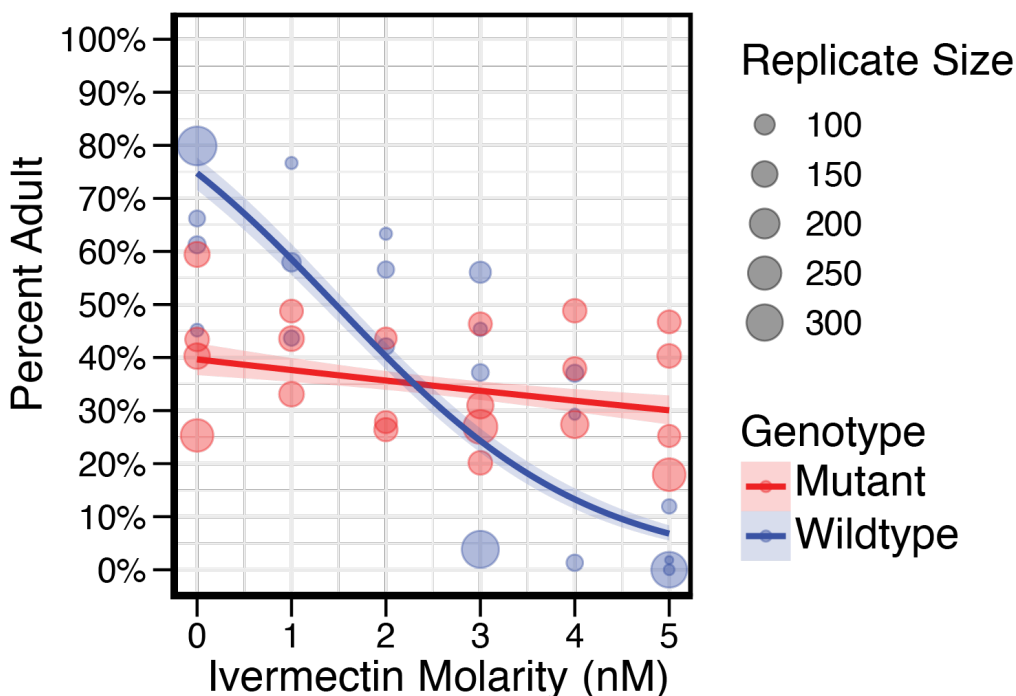 100%
90%
80%
70%
60%
50%
40%
30%
20%
10%
0%
Percent Adult
0 1 2 3 4 5
Ivermectin Molarity (nM)
Replicate Size
100
150
200
250
300
Genotype
Mutant
Wildtype